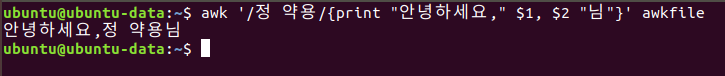 ubuntu@ubuntu-data:~$ awk '/정 약용/{print "안녕하세요," $1, $2 "님"}' awkfile
안녕하세요,정 약용님
ubuntu@ubuntu-data:~$